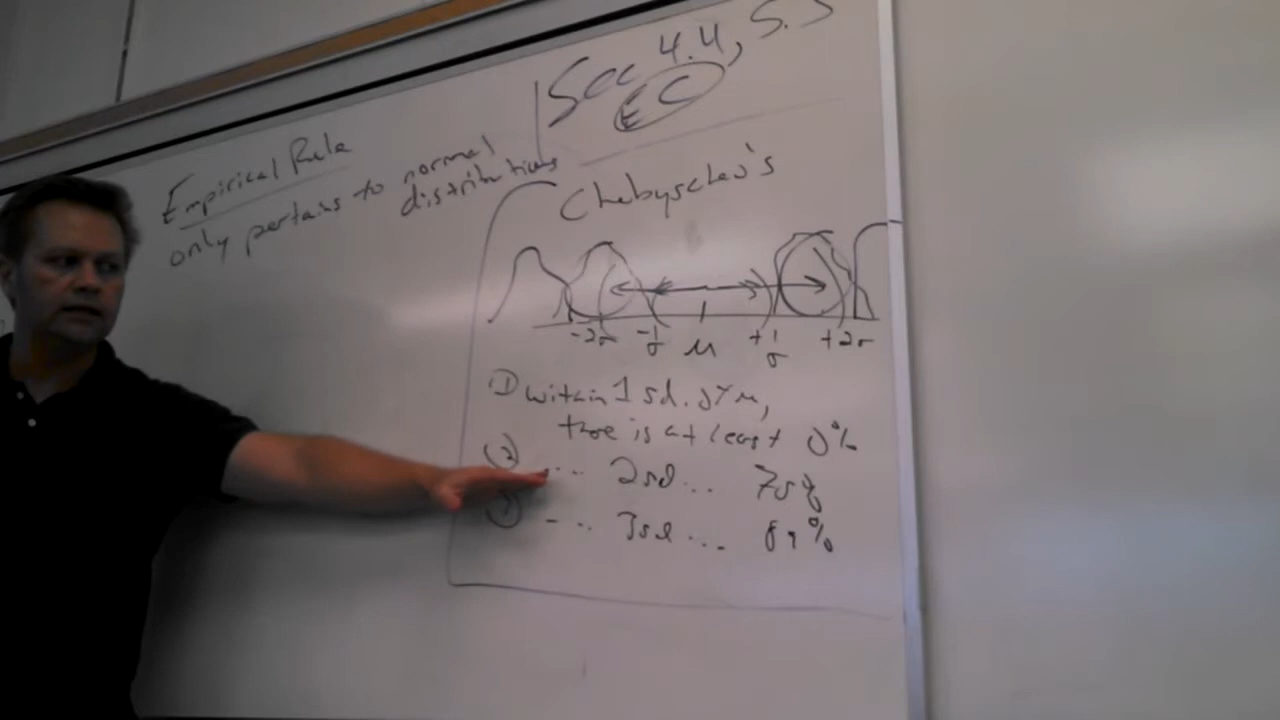 Sec 4.4, 5.5
EC
Empirical Rule
only pertains to normal
distributions
Chebyschev's
-2σ -1σ μ +1σ +2σ
① within 1 sd. of μ,
there is at least 0%
② ... 2sd... 75%
③ - .. 3sd... 89%